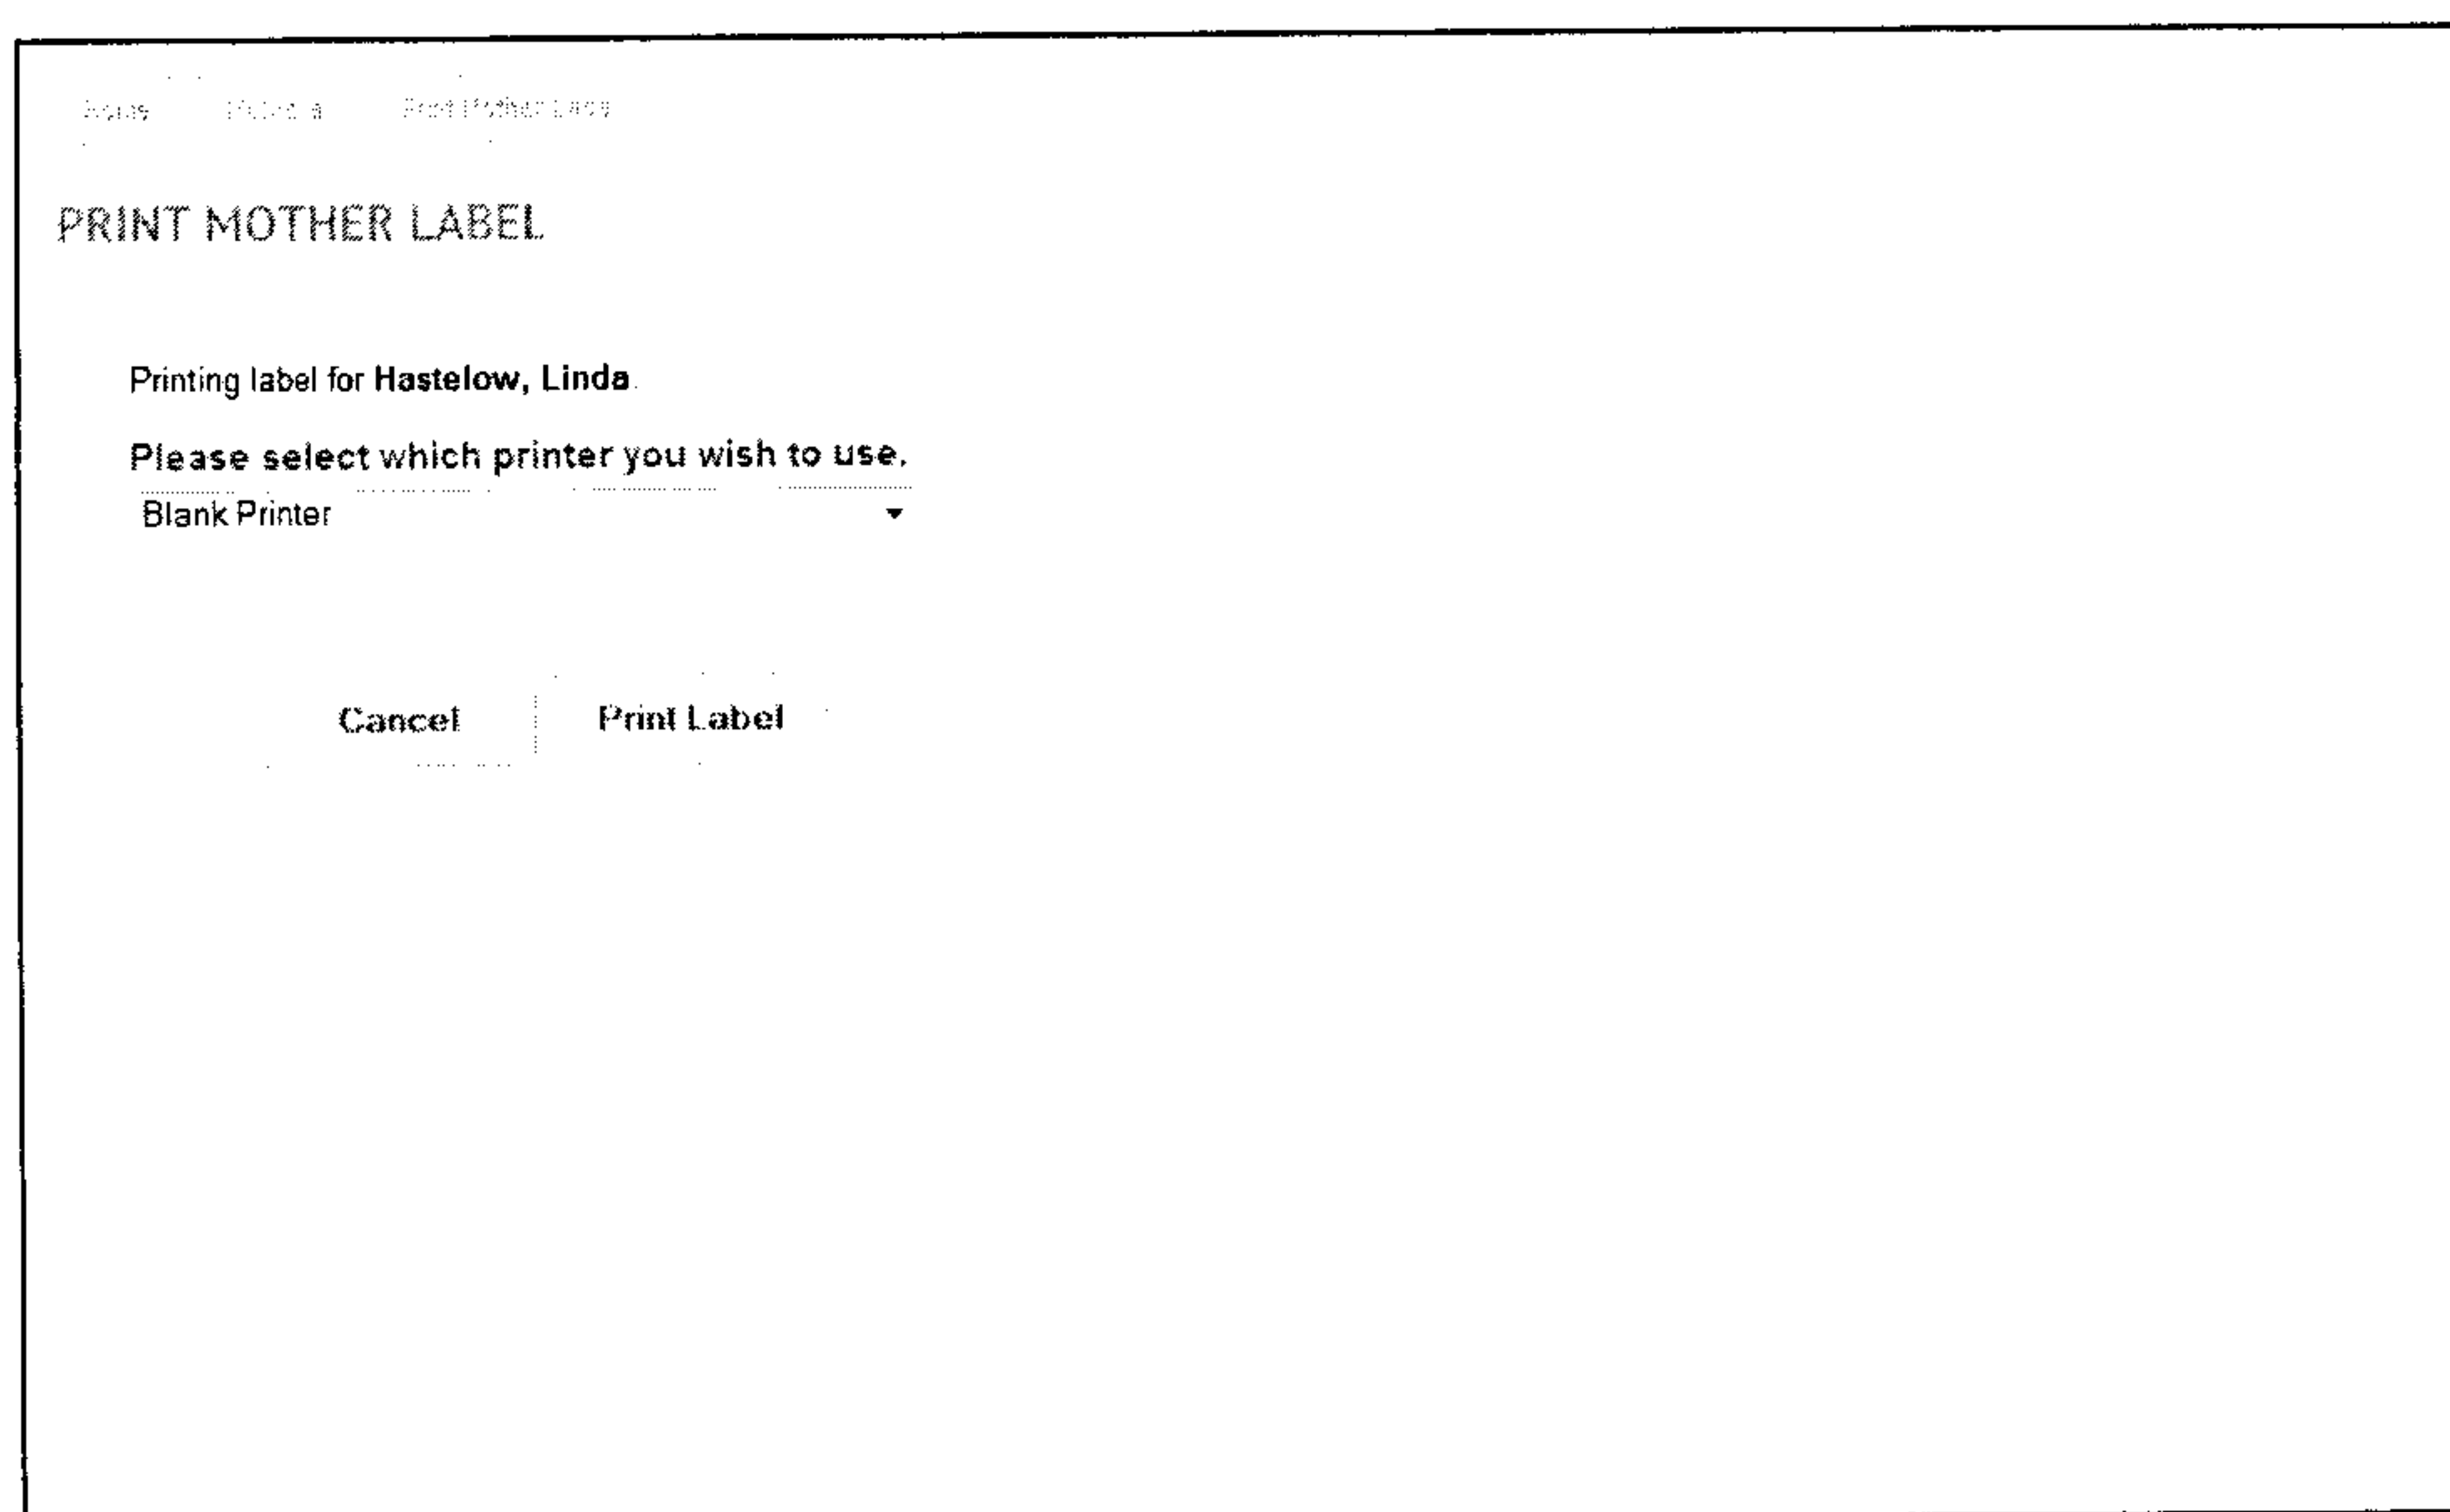 PRINT MOTHER LABEL
Printing label for Hastelow, Linda.
Please select which printer you wish to use.
Blank Printer
Cancel Print Label